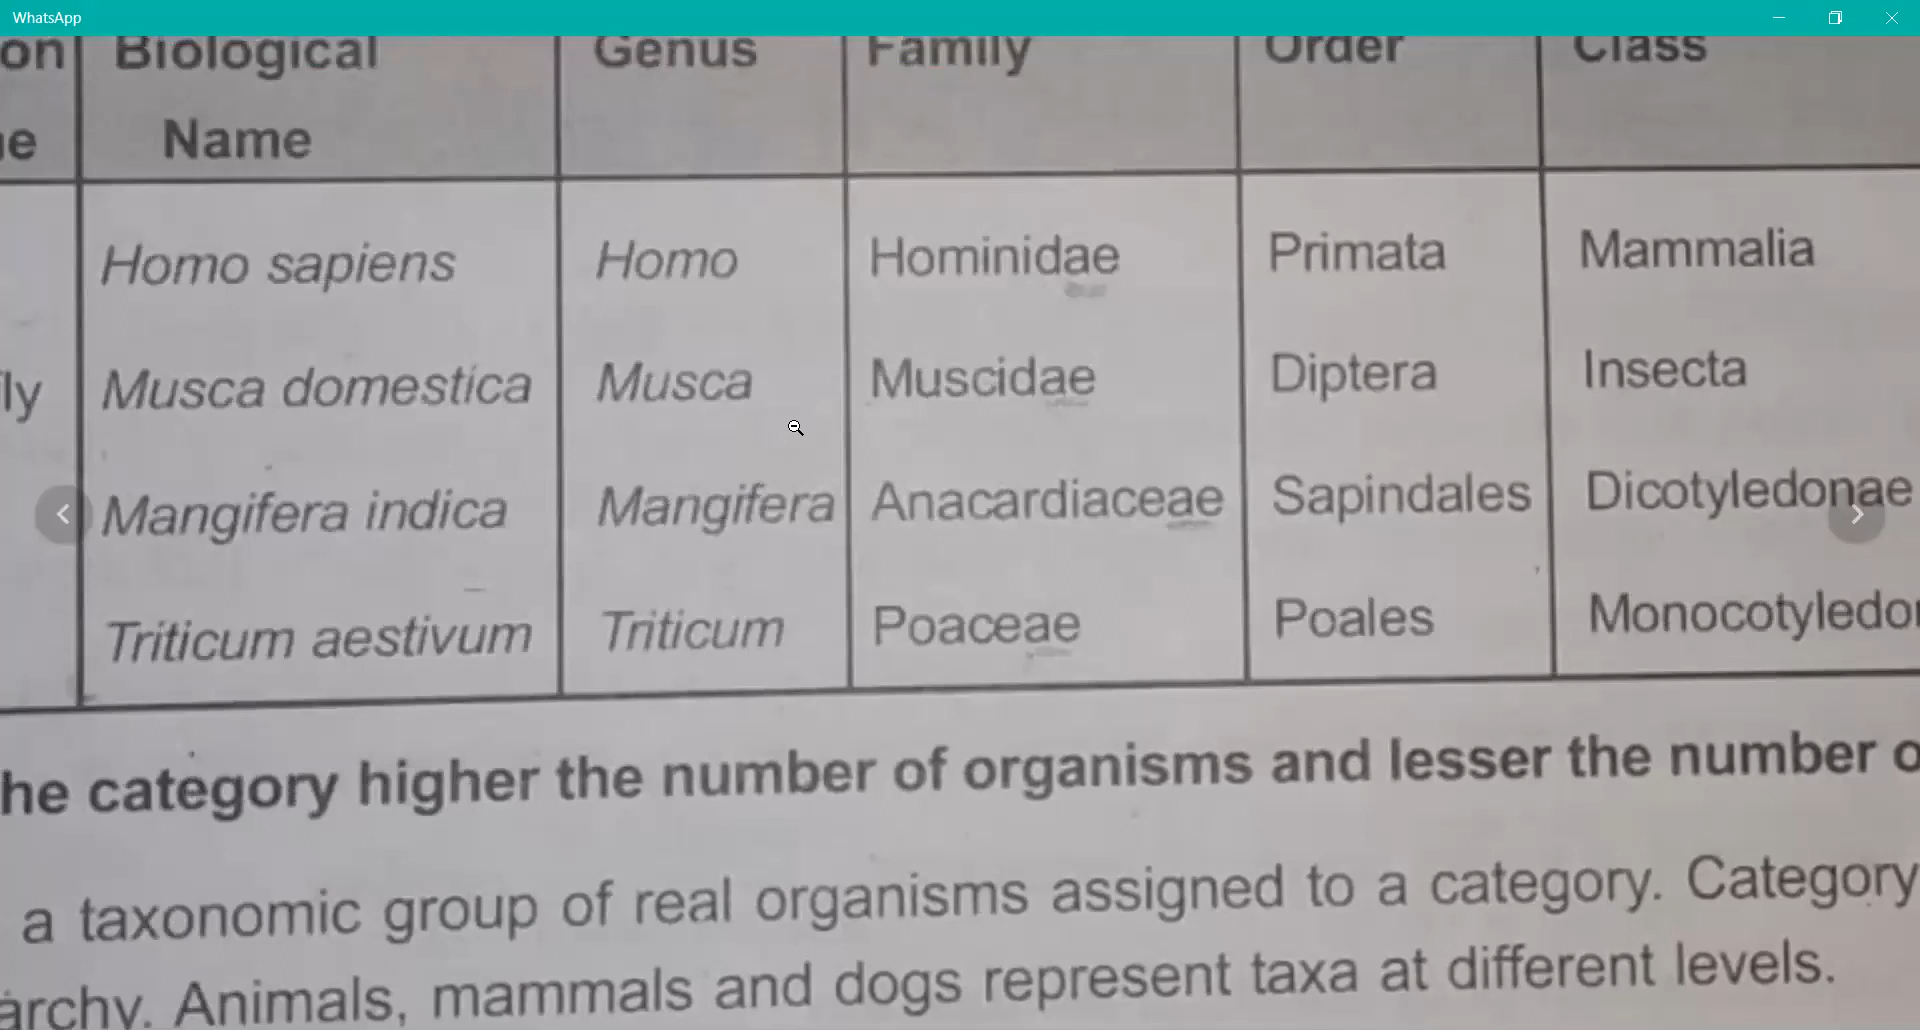 WhatsApp
on Biological Genus Family Order Class
Name
Homo sapiens Homo Hominidae Primata Mammalia
ly Musca domestica Musca Muscidae Diptera Insecta
Mangifera indica Mangifera Anacardiaceae Sapindales Dicotyledonae
Triticum aestivum Triticum Poaceae Poales Monocotyledo
he category higher the number of organisms and lesser the number o
a taxonomic group of real organisms assigned to a category. Category
archy. Animals, mammals and dogs represent taxa at different levels.